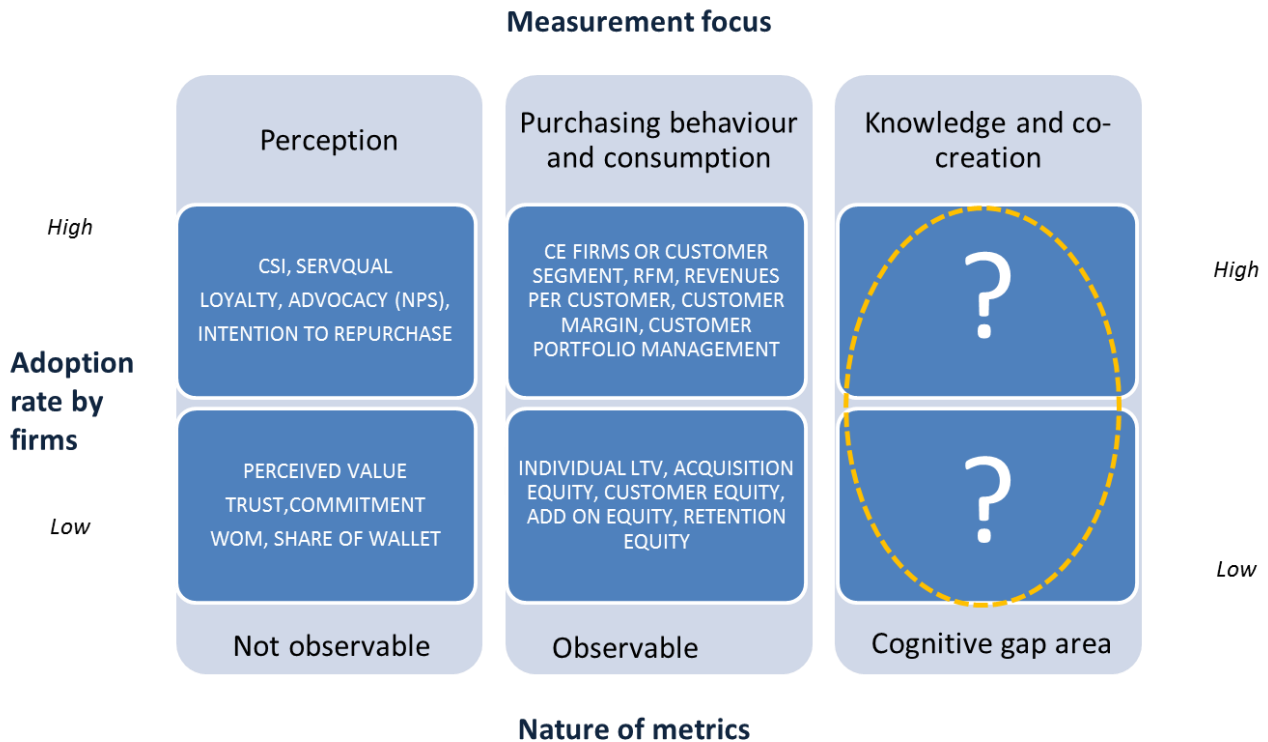 Measurement focus
Perception
Purchasing behaviour
and consumption
Knowledge and co-
creation
High
CSI, SERVQUAL
LOYALTY, ADVOCACY (NPS),
INTENTION TO REPURCHASE
CE FIRMS OR CUSTOMER
SEGMENT, RFM, REVENUES
PER CUSTOMER, CUSTOMER
MARGIN, CUSTOMER
PORTFOLIO MANAGEMENT
?
High
Adoption
rate by
firms
Low
PERCEIVED VALUE
TRUST,COMMITMENT
WOM, SHARE OF WALLET
INDIVIDUAL LTV, ACQUISITION
EQUITY, CUSTOMER EQUITY,
ADD ON EQUITY, RETENTION
EQUITY
?
Low
Not observable
Observable
Cognitive gap area
Nature of metrics